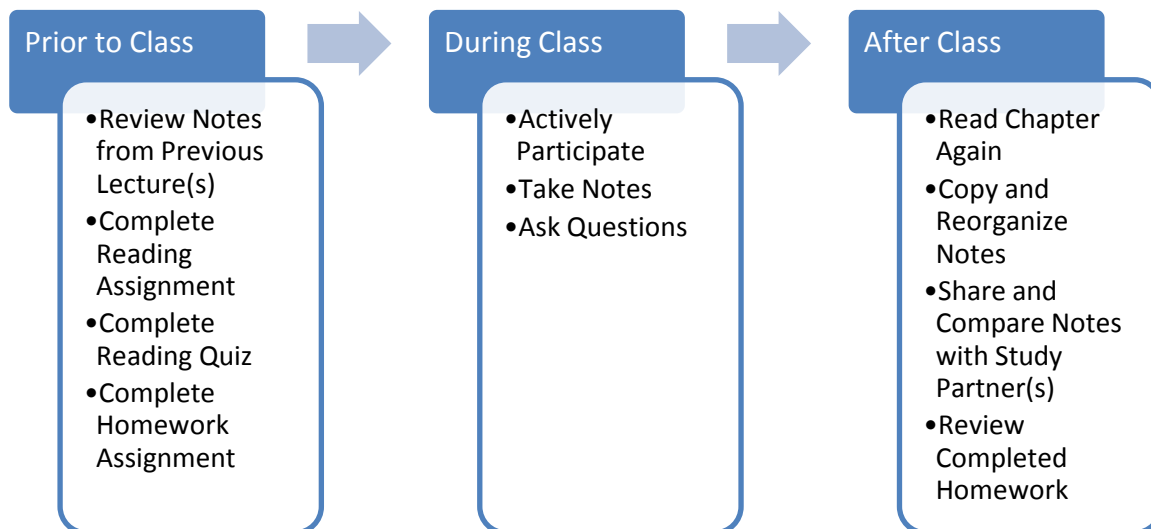 Prior to Class
•Review Notes
from Previous
Lecture(s)
•Complete
Reading
Assignment
•Complete
Reading Quiz
•Complete
Homework
Assignment
During Class
•Actively
Participate
•Take Notes
•Ask Questions
After Class
•Read Chapter
Again
•Copy and
Reorganize
Notes
•Share and
Compare Notes
with Study
Partner(s)
•Review
Completed
Homework